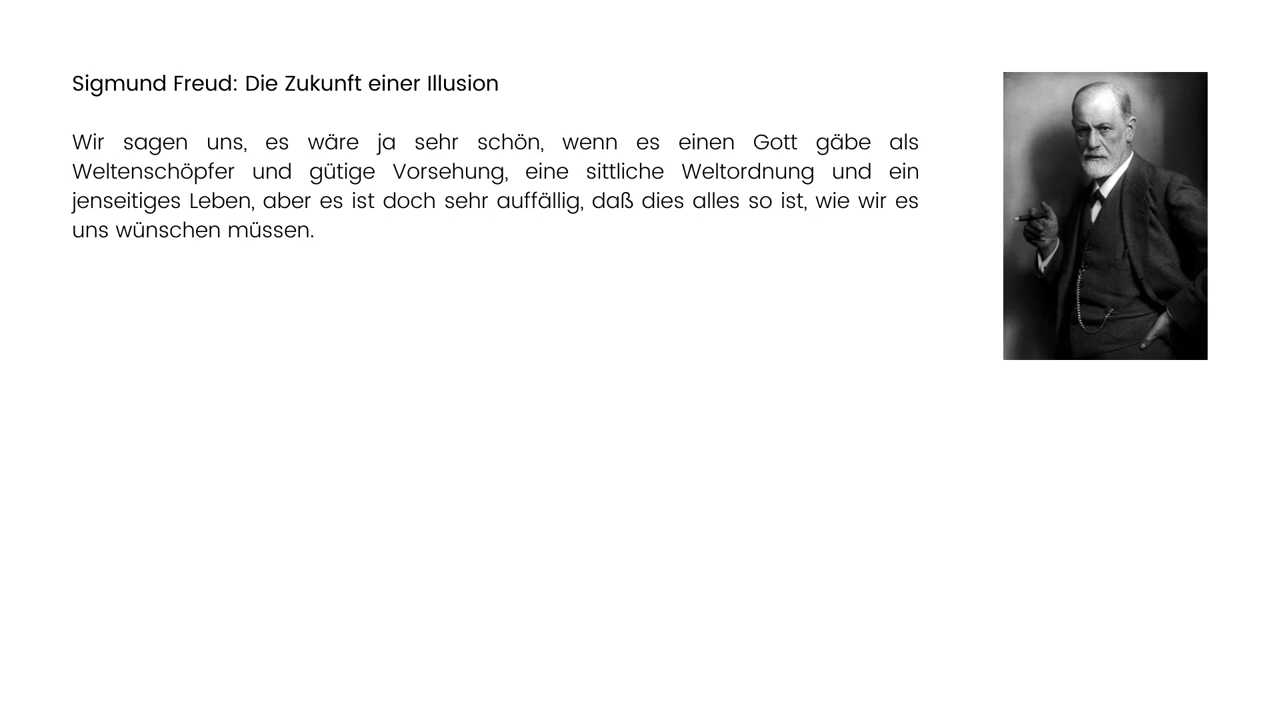 Sigmund Freud: Die Zukunft einer Illusion
Wir sagen uns, es wäre ja sehr schön, wenn es einen Gott gäbe als
Weltenschöpfer und gütige Vorsehung, eine sittliche Weltordnung und ein
jenseitiges Leben, aber es ist doch sehr auffällig, daß dies alles so ist, wie wir es
uns wünschen müssen.